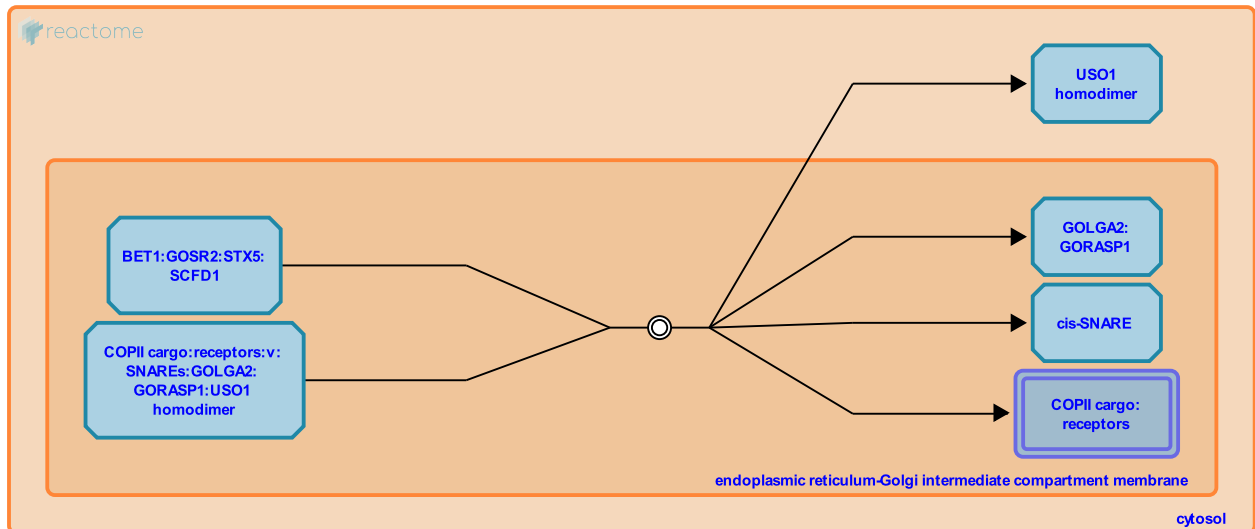 reactome
USO1
homodimer
BET1:GOSR2:STX5:
SCFD1
GOLGA2:
GORASP1
COPII cargo:receptors:v:
SNAREs:GOLGA2:
GORASP1:USO1
homodimer
cis-SNARE
COPII cargo:
receptors
endoplasmic reticulum-Golgi intermediate compartment membrane
cytosol